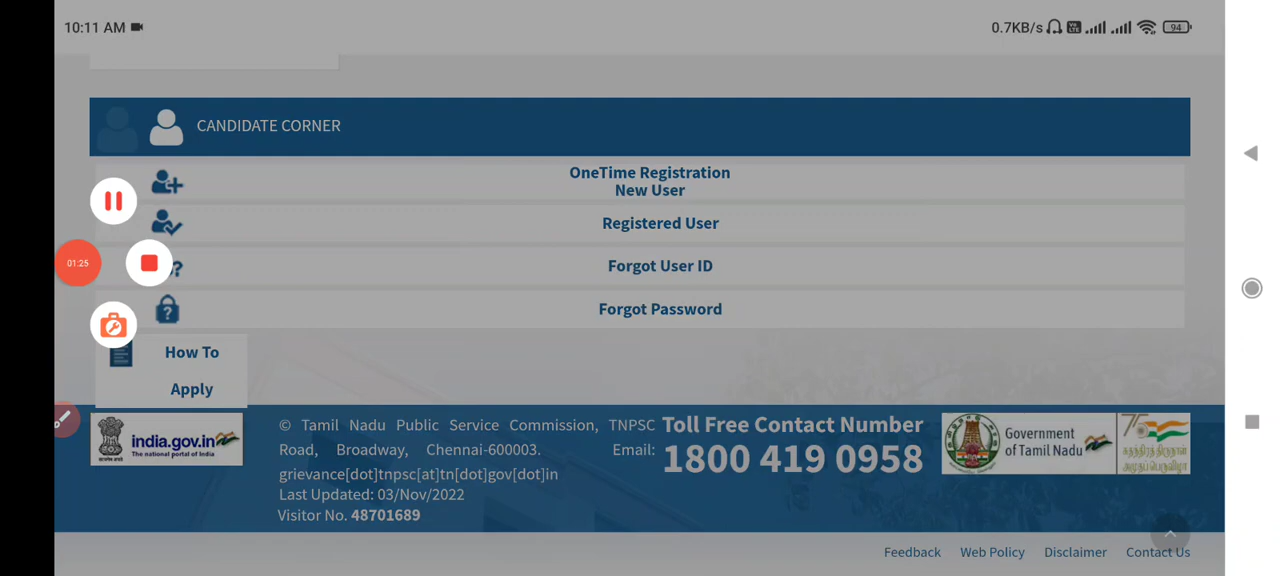 10:11 AM
0.7KB/s
94
CANDIDATE CORNER
OneTime Registration
New User
Registered User
01:25
Forgot User ID
Forgot Password
How To
Apply
india.gov.in
The national portal of India
© Tamil Nadu Public Service Commission, TNPSC
Road, Broadway, Chennai-600003. Email:
grievance[dot]tnpsc[at]tn[dot]gov[dot]in
Last Updated: 03/Nov/2022
Visitor No. 48701689
Toll Free Contact Number
1800 419 0958
Government
of Tamil Nadu
75
Feedback
Web Policy
Disclaimer
Contact Us